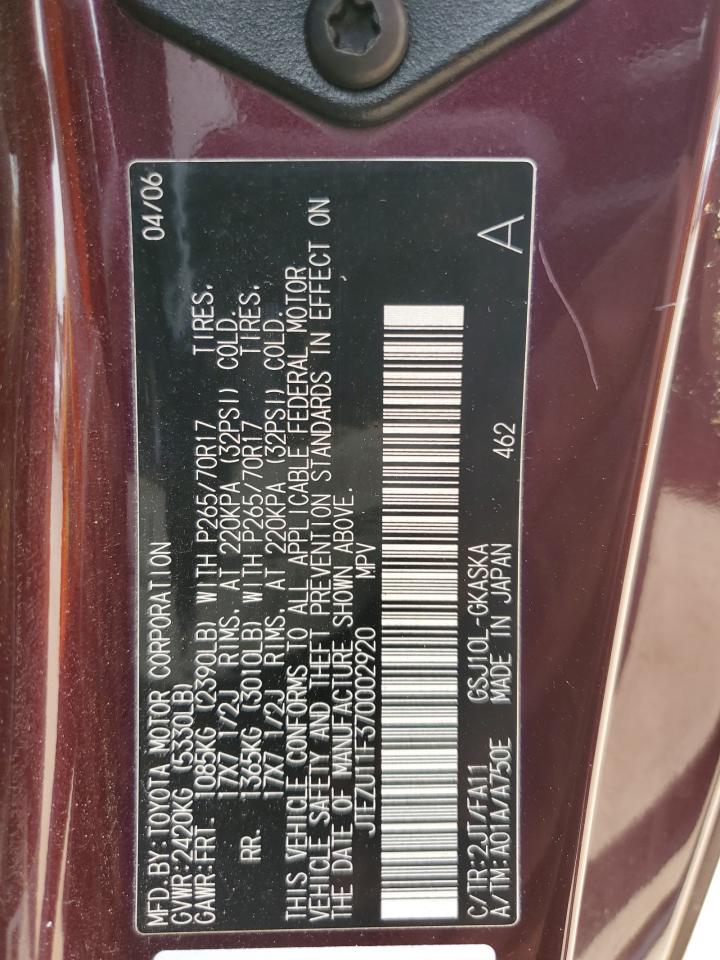 MFD. BY: TOYOTA MOTOR CORPORATION 04/06
GVWR: 2420KG (5330LB)
GAWR: FRT. 1085KG (2390LB) WITH P265/70R17 TIRES,
17X7 1/2J RIMS, AT 220KPA (32PSI) COLD.
RR. 1365KG (3010LB) WITH P265/70R17 TIRES,
17X7 1/2J RIMS, AT 220KPA (32PSI) COLD.
THIS VEHICLE CONFORMS TO ALL APPLICABLE FEDERAL MOTOR
VEHICLE SAFETY AND THEFT PREVENTION STANDARDS IN EFFECT ON
THE DATE OF MANUFACTURE SHOWN ABOVE.
JTEZU11F370002920 MPV
C/TR: 2JT/FA11 GSJ10L-GKASKA
A/TM: A01A/A750E MADE IN JAPAN 462 A